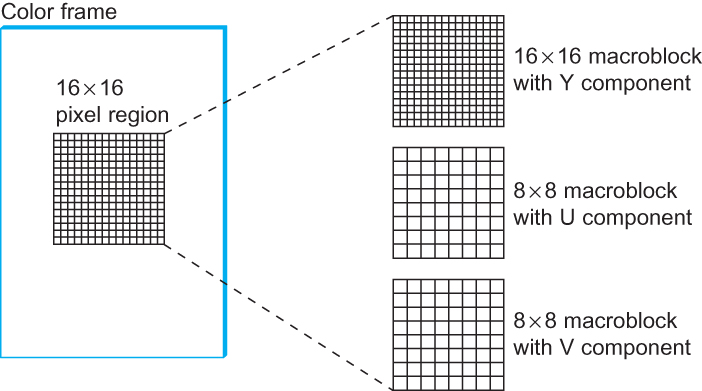 Color frame
16×16
pixel region
16×16 macroblock
with Y component
8×8 macroblock
with U component
8×8 macroblock
with V component